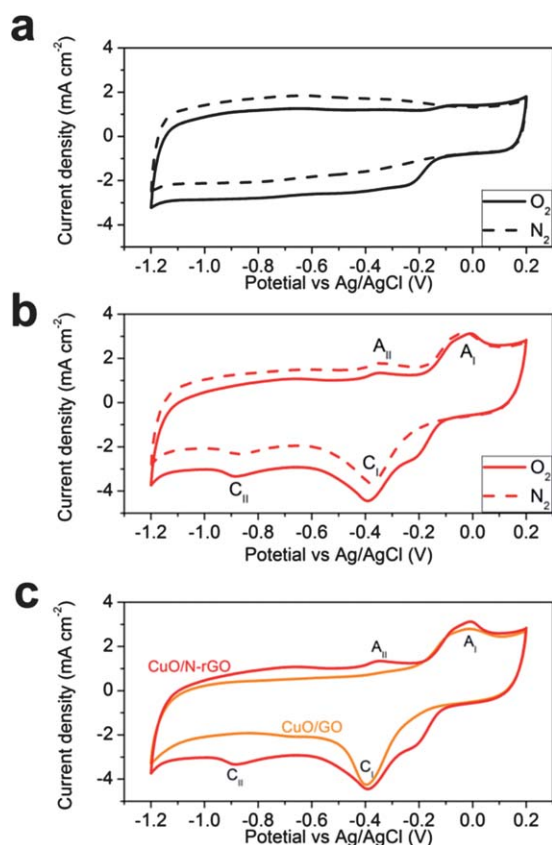 a
Current density (mA cm⁻²)
4
2
0
-2
-4
-1.2 -1.0 -0.8 -0.6 -0.4 -0.2 0.0 0.2
Potetial vs Ag/AgCl (V)
O₂
N₂
b
Current density (mA cm⁻²)
4
2
0
-2
-4
A_II
A_I
C_I
C_II
-1.2 -1.0 -0.8 -0.6 -0.4 -0.2 0.0 0.2
Potetial vs Ag/AgCl (V)
O₂
N₂
c
Current density (mA cm⁻²)
4
2
0
-2
-4
CuO/N-rGO
A_II
A_I
CuO/GO
C_I
C_II
-1.2 -1.0 -0.8 -0.6 -0.4 -0.2 0.0 0.2
Potetial vs Ag/AgCl (V)